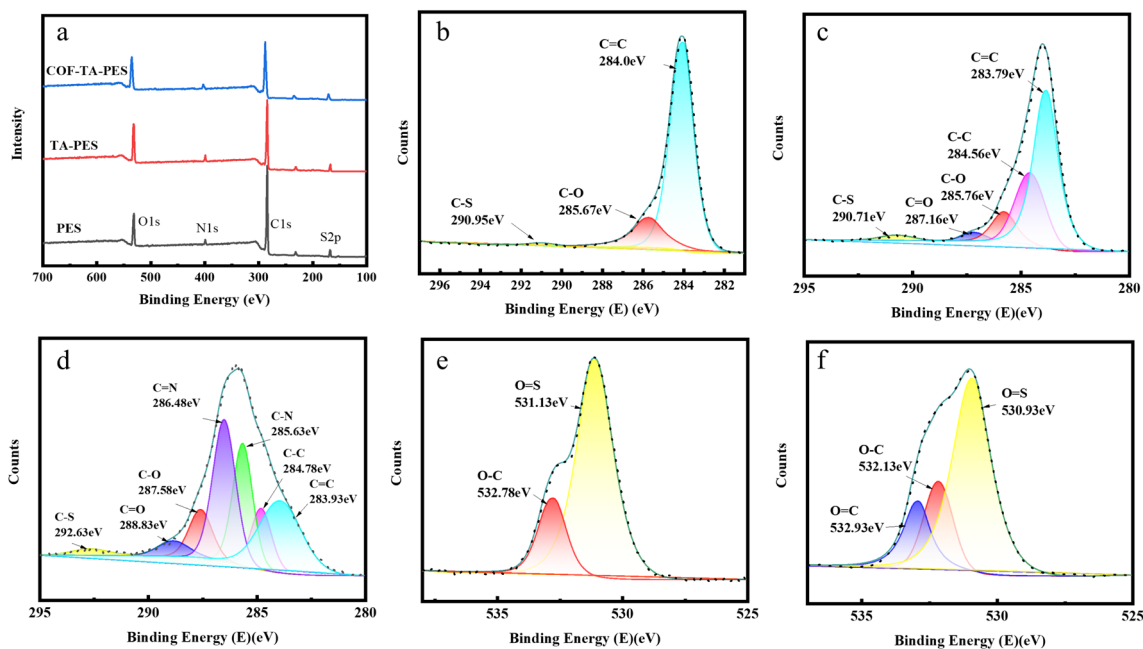 a
COF-TA-PES
TA-PES
PES
O1s
N1s
C1s
S2p
Intensity
700 600 500 400 300 200 100
Binding Energy (eV)
b
C=C
284.0eV
C-O
285.67eV
C-S
290.95eV
Counts
296 294 292 290 288 286 284 282
Binding Energy (E) (eV)
c
C=C
283.79eV
C-C
284.56eV
C-O
285.76eV
C=O
287.16eV
C-S
290.71eV
Counts
295 290 285 280
Binding Energy (E)(eV)
d
C=N
286.48eV
C-N
285.63eV
C-C
284.78eV
C=C
283.93eV
C-O
287.58eV
C=O
288.83eV
C-S
292.63eV
Counts
295 290 285 280
Binding Energy (E)(eV)
e
O=S
531.13eV
O-C
532.78eV
Counts
535 530 525
Binding Energy (E)(eV)
f
O=S
530.93eV
O-C
532.13eV
O=C
532.93eV
Counts
535 530 525
Binding Energy (E)(eV)